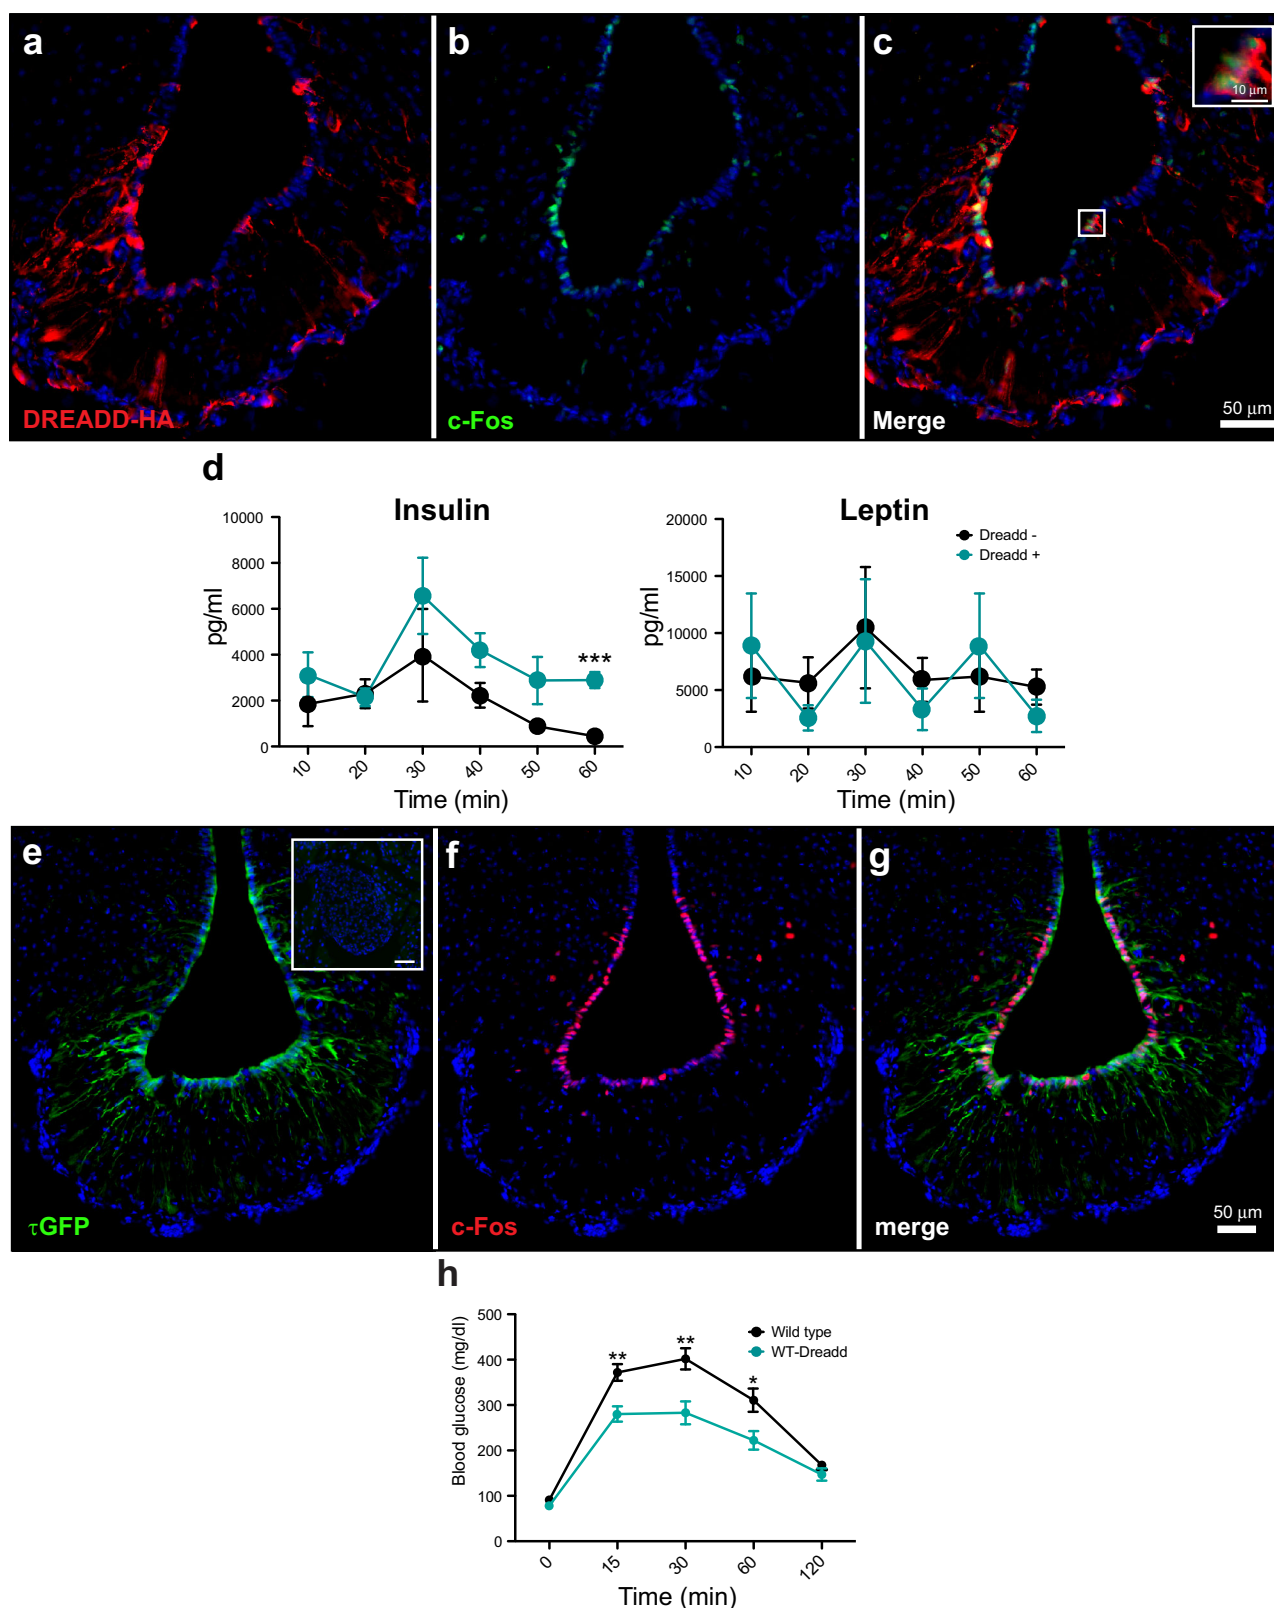 a
b
c
10 µm
DREADD-HA
c-Fos
Merge
50 µm
d
Insulin
10000
8000
6000
4000
2000
0
pg/ml
***
10 20 30 40 50 60
Time (min)
Leptin
20000
15000
10000
5000
0
pg/ml
Dreadd -
Dreadd +
10 20 30 40 50 60
Time (min)
e
f
g
τGFP
c-Fos
merge
50 µm
h
500
400
300
200
100
0
Blood glucose (mg/dl)
** ** *
Wild type
WT-Dreadd
0 15 30 60 120
Time (min)